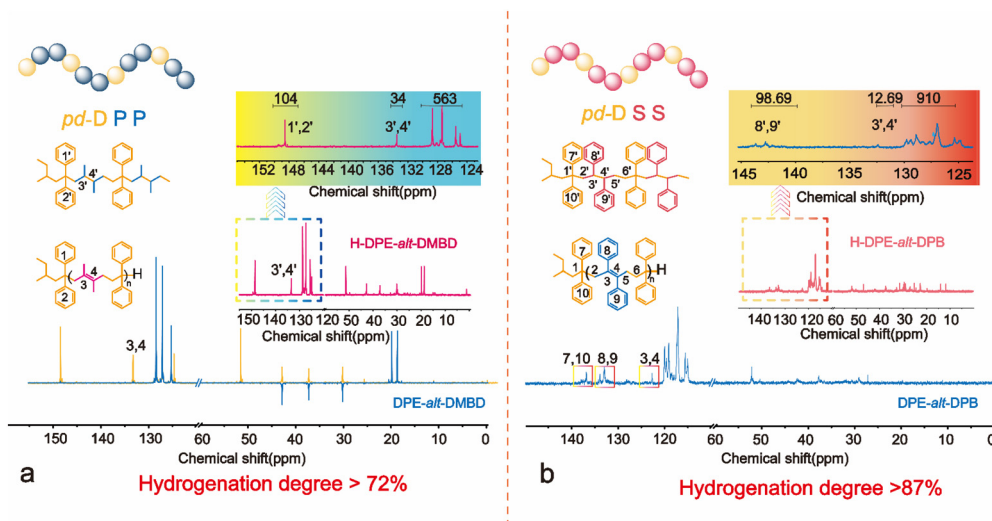 pd-D P P
1'
4'
3'
2'
1
4
3
2
n
H
104
34
563
1',2'
3',4'
152 148 144 140 136 132 128 124
Chemical shift(ppm)
H-DPE-alt-DMBD
3',4'
150 140 130 120 40 20 0
Chemical shift(ppm)
3,4
DPE-alt-DMBD
150 140 130 60 50 40 30 20 10 0
Chemical shift(ppm)
a
Hydrogenation degree > 72%
pd-D S S
7' 8'
1' 2' 4' 6'
3' 5'
10' 9'
7 8
1 2 4 6
3 5
10 9
n
H
98.69
12.69
910
8',9'
3',4'
145 140 135 130 125
Chemical shift(ppm)
H-DPE-alt-DPB
140 130 120 50 40 30 20 10 0
Chemical shift(ppm)
7,10 8,9 3,4
DPE-alt-DPB
140 130 120 60 50 40 30 20 10 0
Chemical shift(ppm)
b
Hydrogenation degree >87%